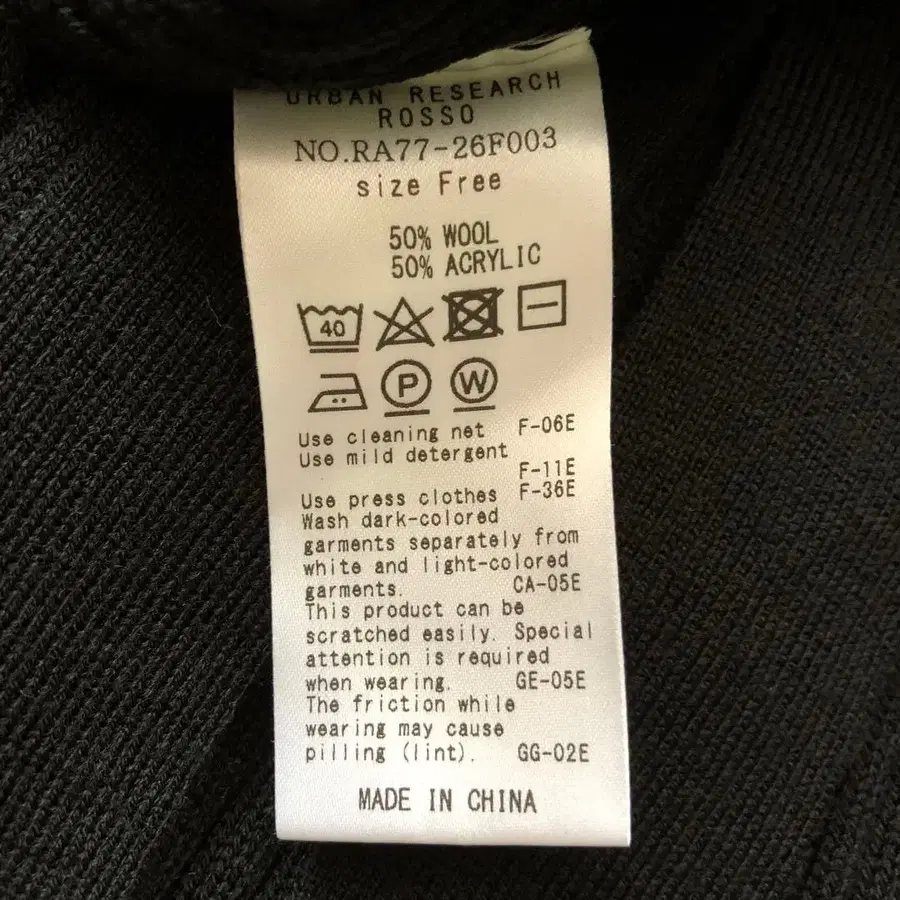 URBAN RESEARCH
ROSSO
NO.RA77-26F003
size Free
50% WOOL
50% ACRYLIC
40
P W
Use cleaning net F-06E
Use mild detergent
F-11E
Use press clothes F-36E
Wash dark-colored
garments separately from
white and light-colored
garments. CA-05E
This product can be
scratched easily. Special
attention is required
when wearing. GE-05E
The friction while
wearing may cause
pilling (lint). GG-02E
MADE IN CHINA